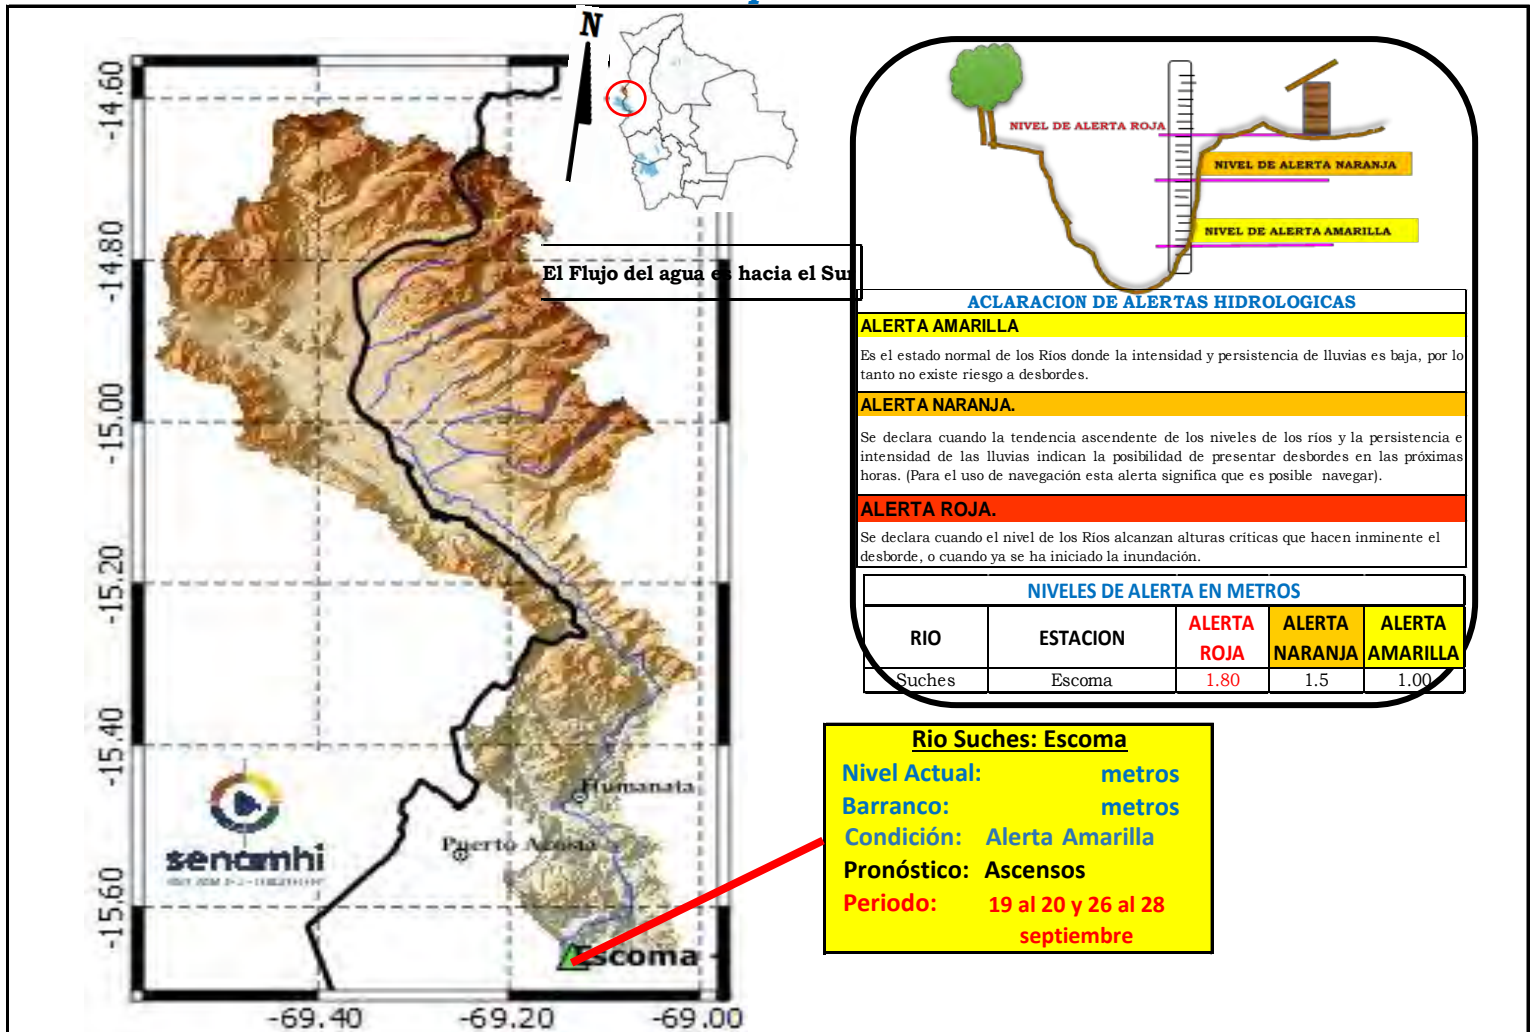 N
-14.60
-14.80
-15.00
-15.20
-15.40
-15.60
-69.40
-69.20
-69.00
El Flujo del agua es hacia el Sur
Humanata
Puerto Acosta
Escoma
senamhi
NIVEL DE ALERTA ROJA
NIVEL DE ALERTA NARANJA
NIVEL DE ALERTA AMARILLA
ACLARACION DE ALERTAS HIDROLOGICAS
ALERTA AMARILLA
Es el estado normal de los Ríos donde la intensidad y persistencia de lluvias es baja, por lo
tanto no existe riesgo a desbordes.
ALERTA NARANJA.
Se declara cuando la tendencia ascendente de los niveles de los ríos y la persistencia e
intensidad de las lluvias indican la posibilidad de presentar desbordes en las próximas
horas. (Para el uso de navegación esta alerta significa que es posible navegar).
ALERTA ROJA.
Se declara cuando el nivel de los Ríos alcanzan alturas críticas que hacen inminente el
desborde, o cuando ya se ha iniciado la inundación.
NIVELES DE ALERTA EN METROS
RIO ESTACION ALERTA ROJA ALERTA NARANJA ALERTA AMARILLA
Suches Escoma 1.80 1.5 1.00
Rio Suches: Escoma
Nivel Actual: metros
Barranco: metros
Condición: Alerta Amarilla
Pronóstico: Ascensos
Periodo: 19 al 20 y 26 al 28
septiembre